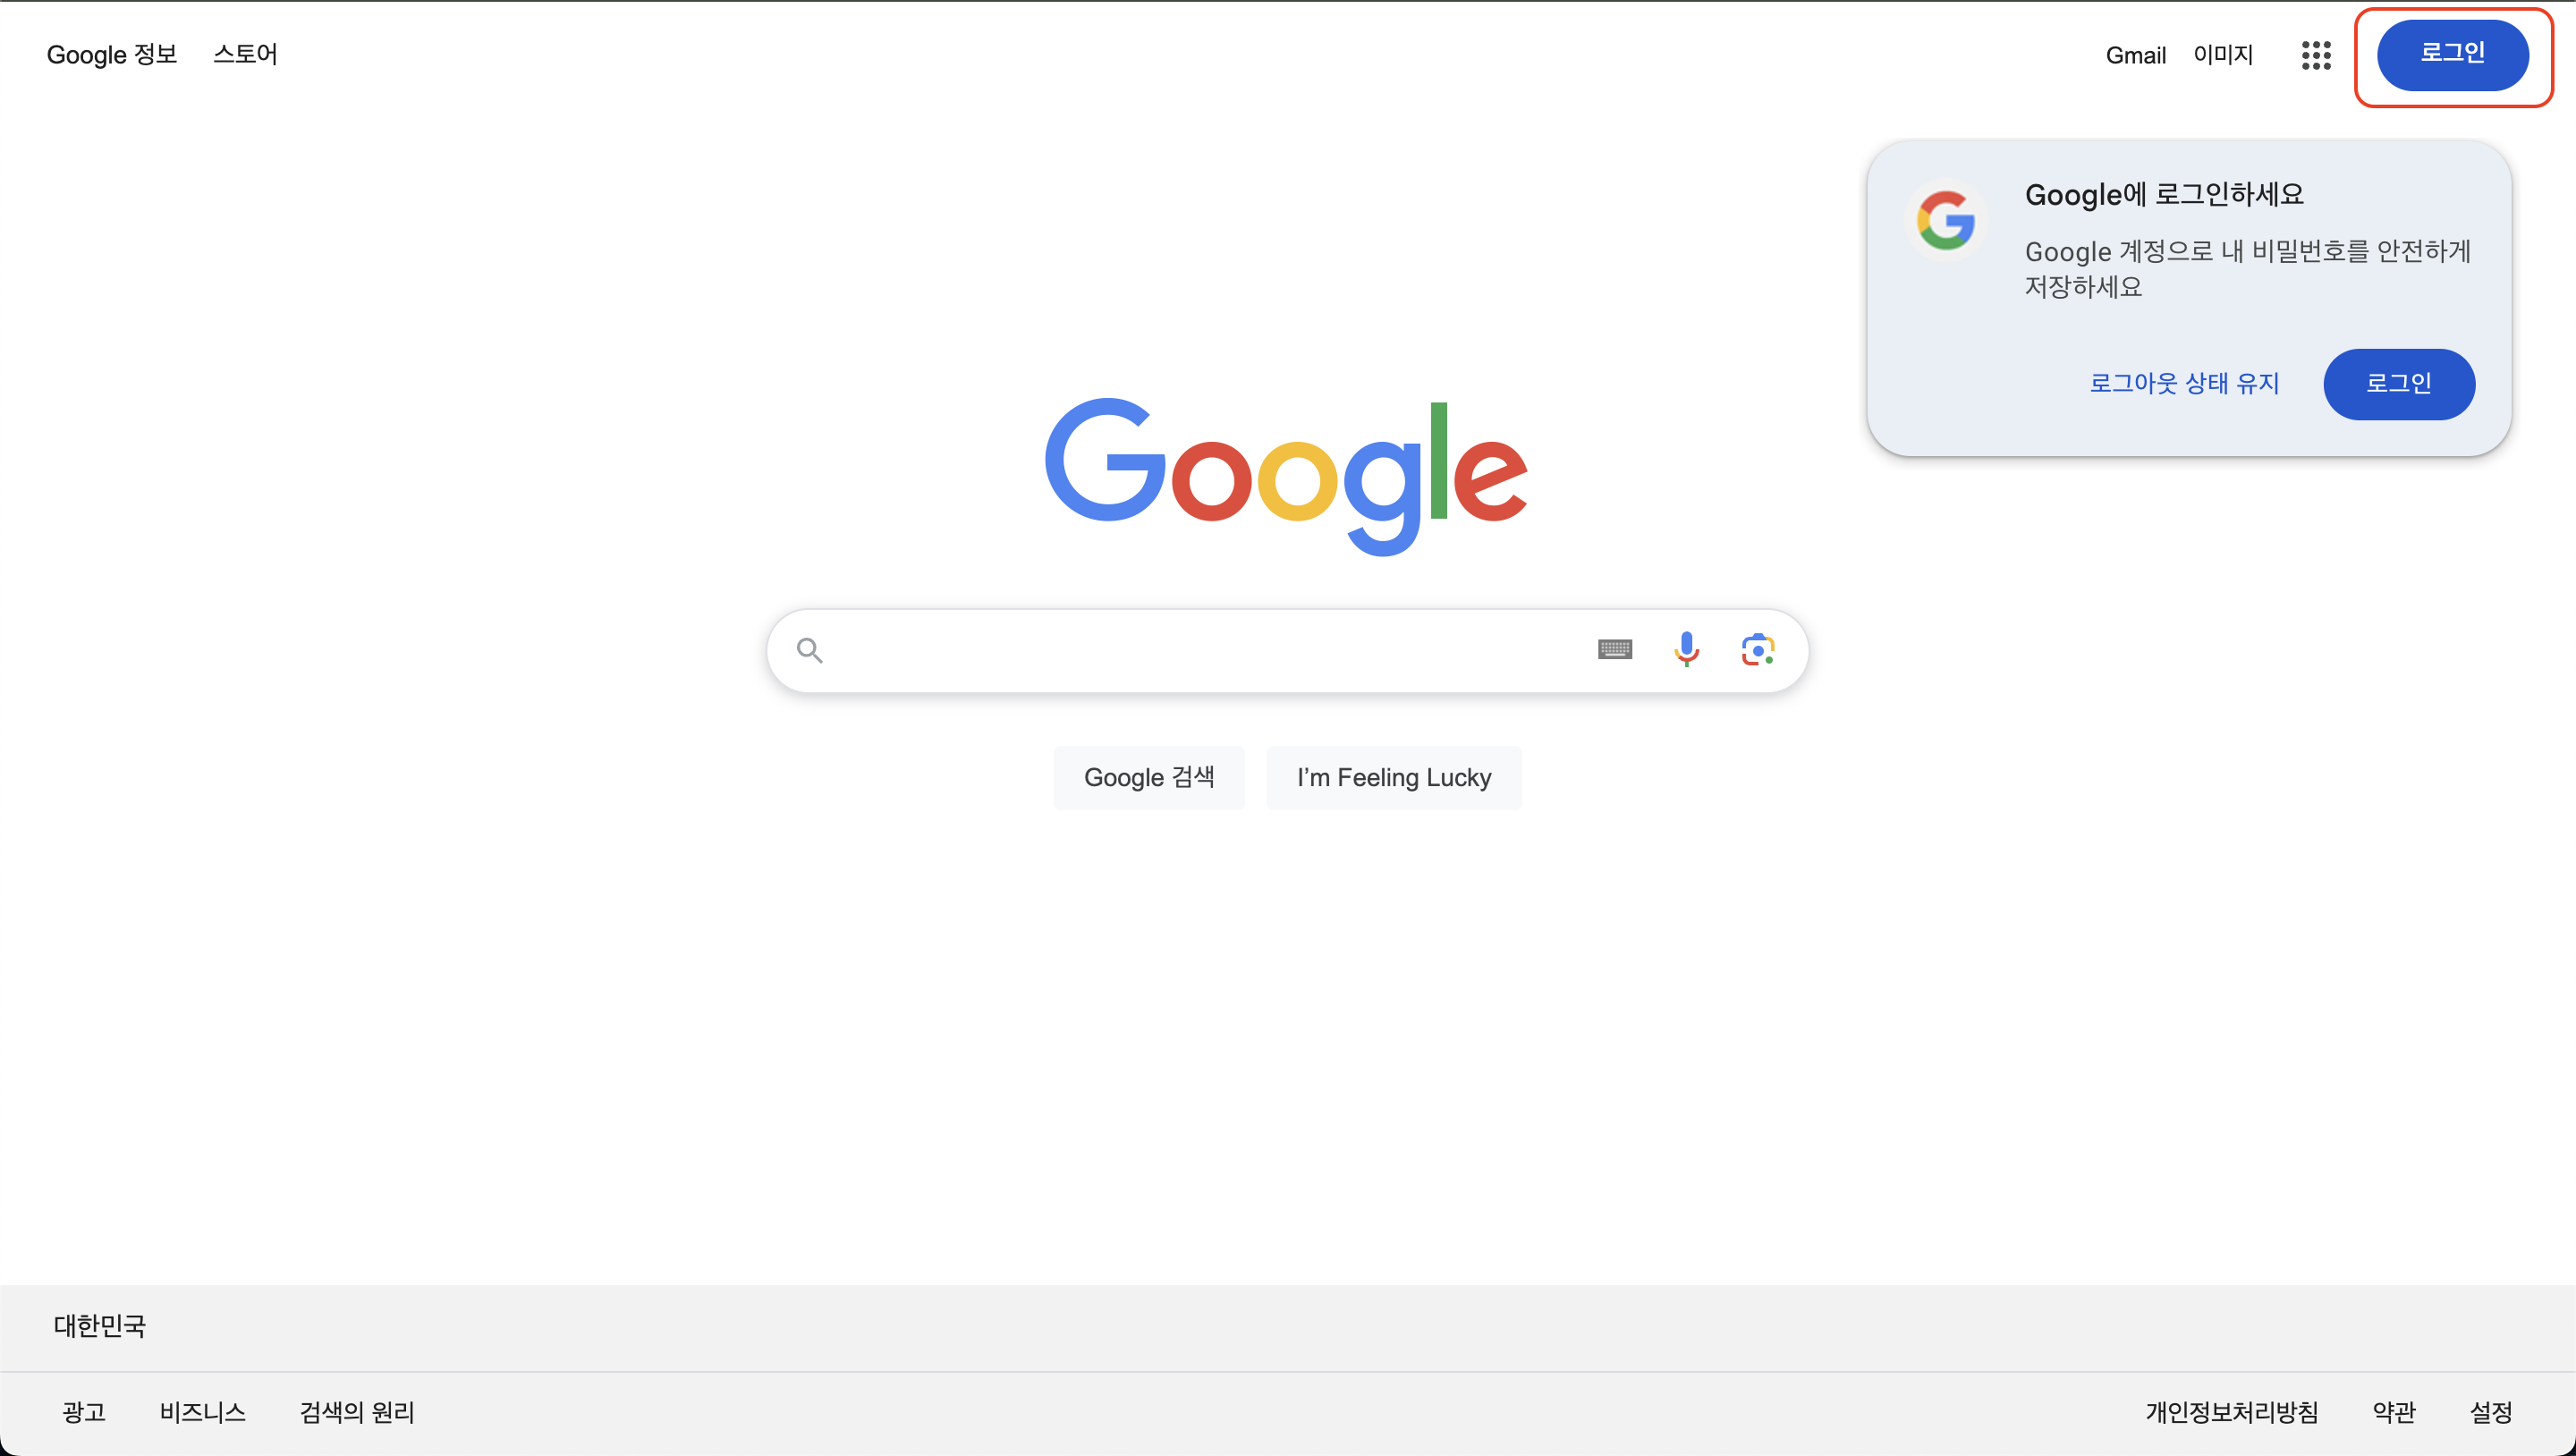 Google 정보 스토어
Gmail 이미지 로그인
Google에 로그인하세요
Google 계정으로 내 비밀번호를 안전하게
저장하세요
로그아웃 상태 유지 로그인
Google
Google 검색 I'm Feeling Lucky
대한민국
광고 비즈니스 검색의 원리
개인정보처리방침 약관 설정